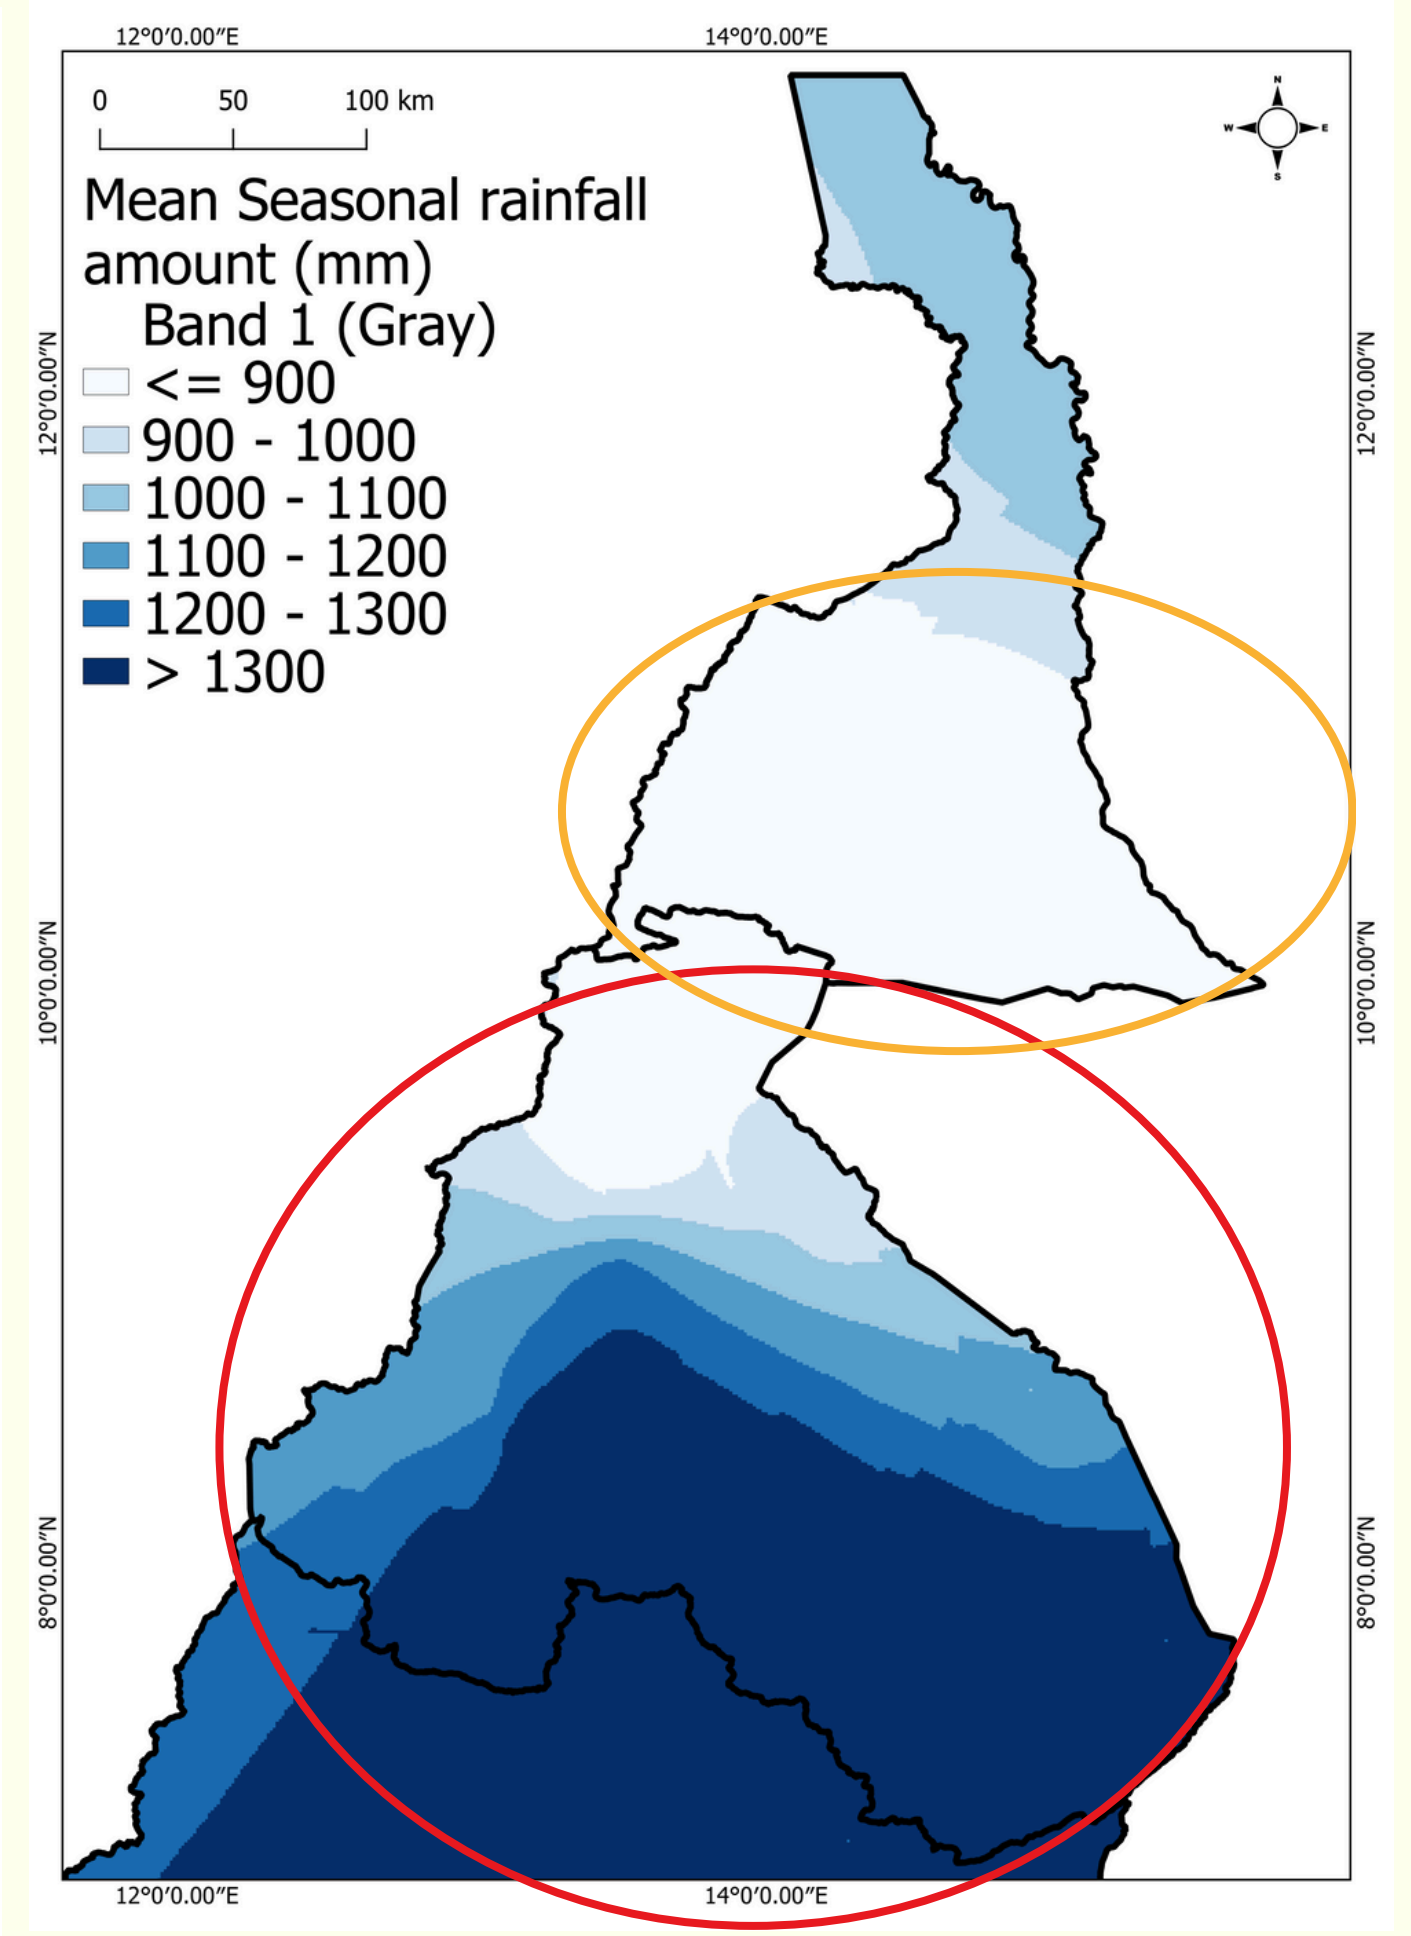 12°0′0.00″E 14°0′0.00″E
0 50 100 km
N
W E
S
Mean Seasonal rainfall
amount (mm)
Band 1 (Gray)
<= 900
900 - 1000
1000 - 1100
1100 - 1200
1200 - 1300
> 1300
12°0′0.00″N 12°0′0.00″N
10°0′0.00″N 10°0′0.00″N
8°0′0.00″N 8°0′0.00″N
12°0′0.00″E 14°0′0.00″E